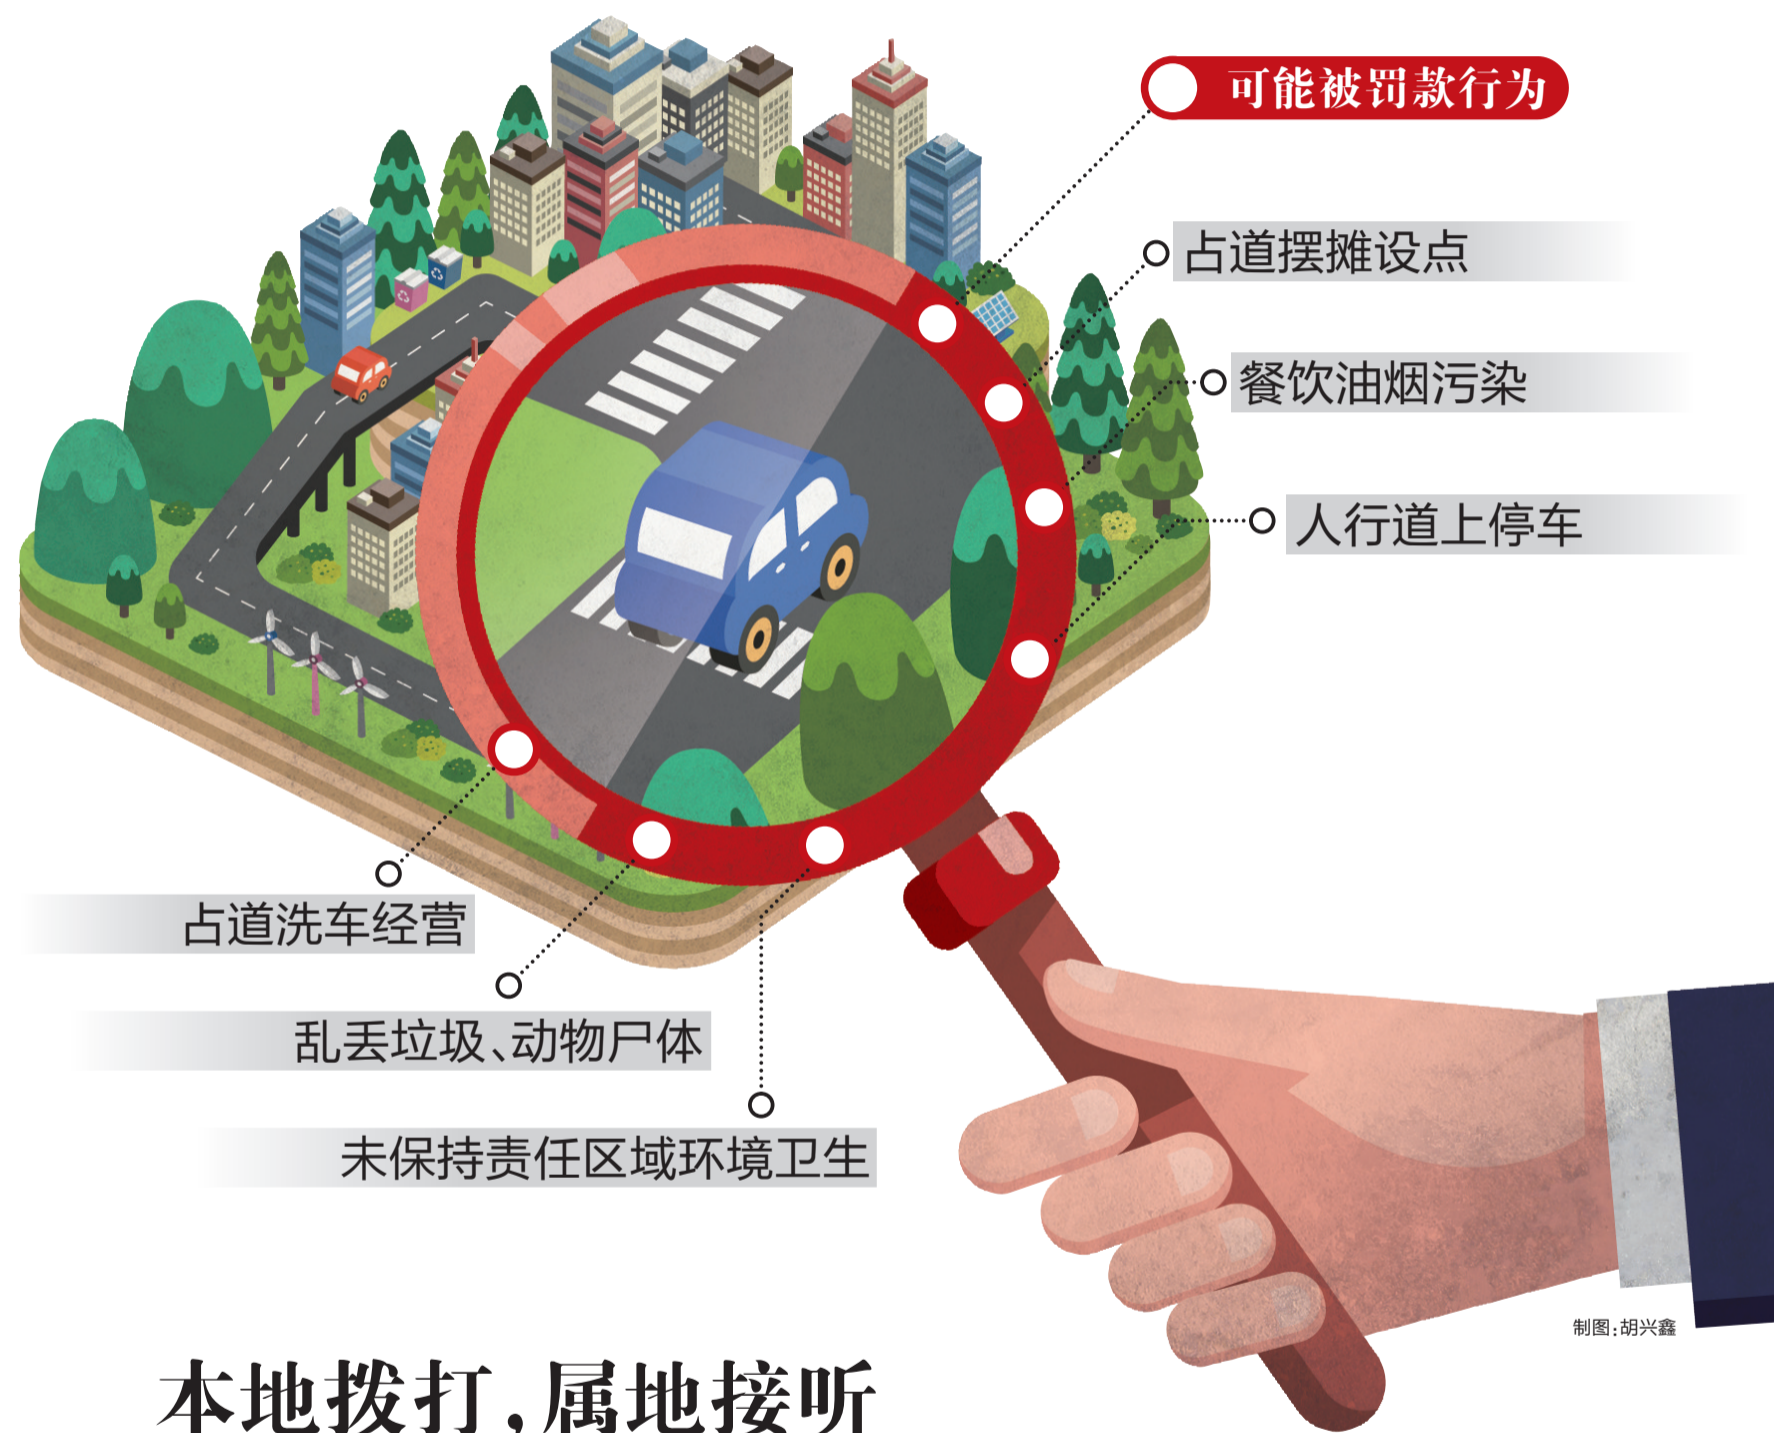 可能被罚款行为
占道摆摊设点
餐饮油烟污染
人行道上停车
占道洗车经营
乱丢垃圾、动物尸体
未保持责任区域环境卫生
制图:胡兴鑫
本地拨打,属地接听